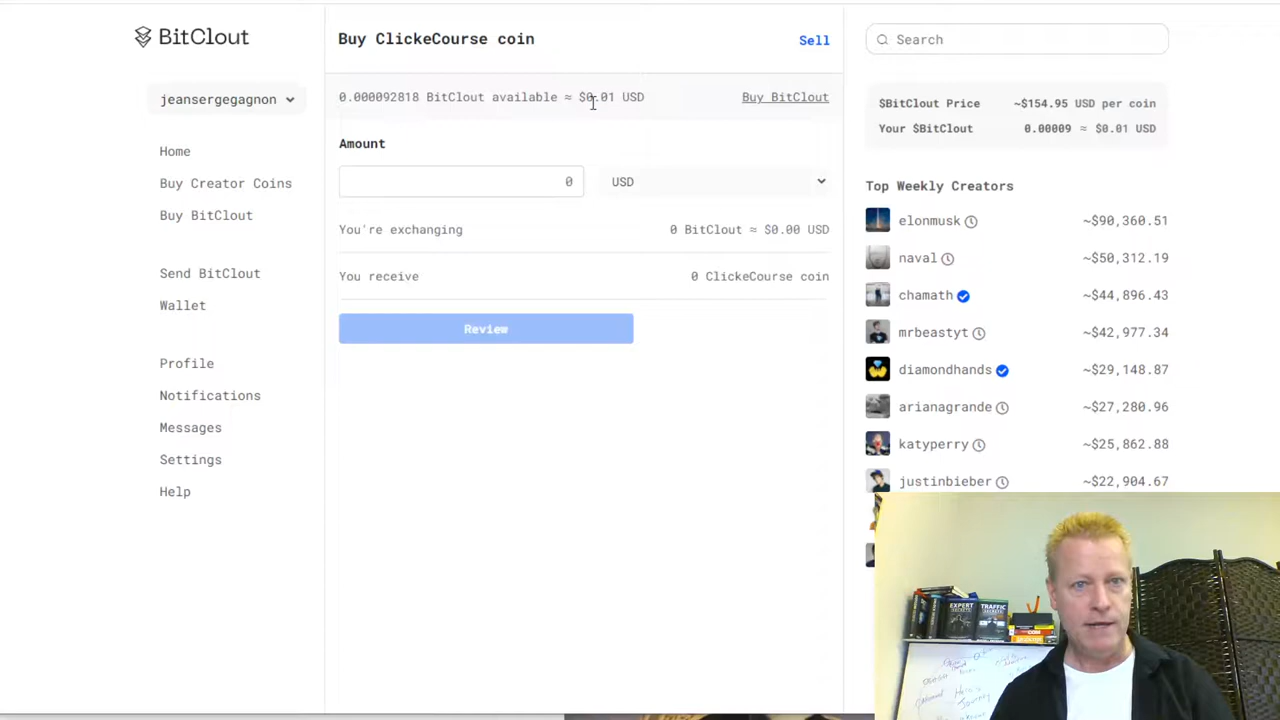 BitClout
jeansergegagnon
Home
Buy Creator Coins
Buy BitClout
Send BitClout
Wallet
Profile
Notifications
Messages
Settings
Help
Buy ClickeCourse coin
Sell
0.000092818 BitClout available ≈ $0.01 USD
Buy BitClout
Amount
0
USD
You're exchanging
0 BitClout ≈ $0.00 USD
You receive
0 ClickeCourse coin
Review
Search
$BitClout Price
~$154.95 USD per coin
Your $BitClout
0.00009 ≈ $0.01 USD
Top Weekly Creators
elonmusk ~$90,360.51
naval ~$50,312.19
chamath ~$44,896.43
mrbeastyt ~$42,977.34
diamondhands ~$29,148.87
arianagrande ~$27,280.96
katyperry ~$25,862.88
justinbieber ~$22,904.67
EXPERT
SECRETS
TRAFFIC
SECRETS